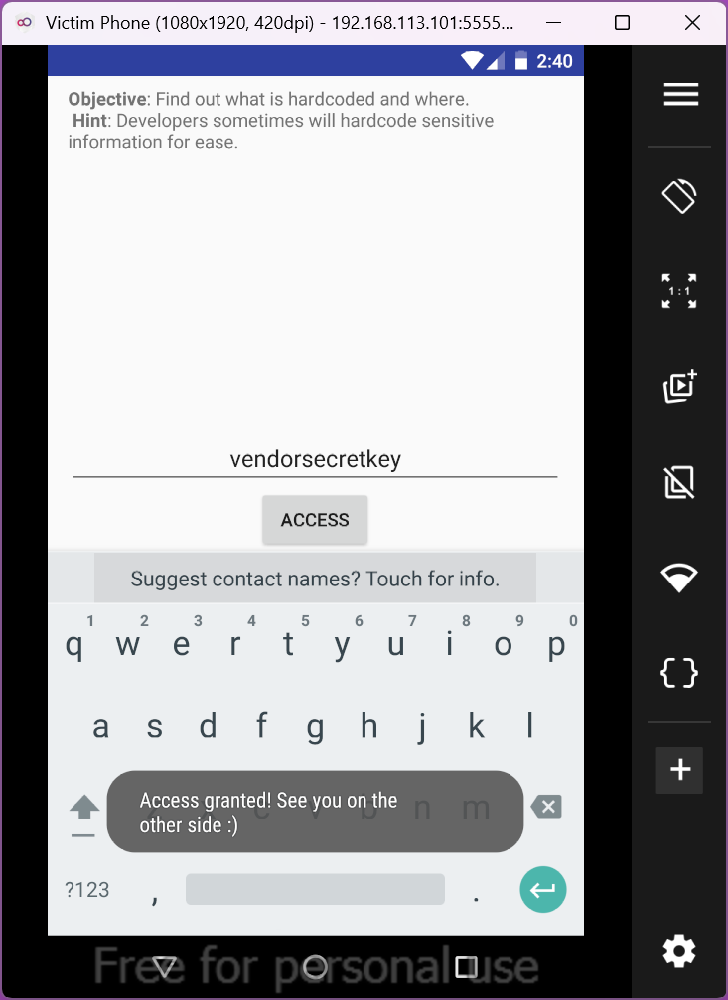 Victim Phone (1080x1920, 420dpi) - 192.168.113.101:5555...
2:40
Objective: Find out what is hardcoded and where.
Hint: Developers sometimes will hardcode sensitive
information for ease.
1:1
vendorsecretkey
ACCESS
Suggest contact names? Touch for info.
1 2 3 4 5 6 7 8 9 0
q w e r t y u i o p
a s d f g h j k l
z c v b n m
Access granted! See you on the
other side :)
?123 , .
Free for personal use